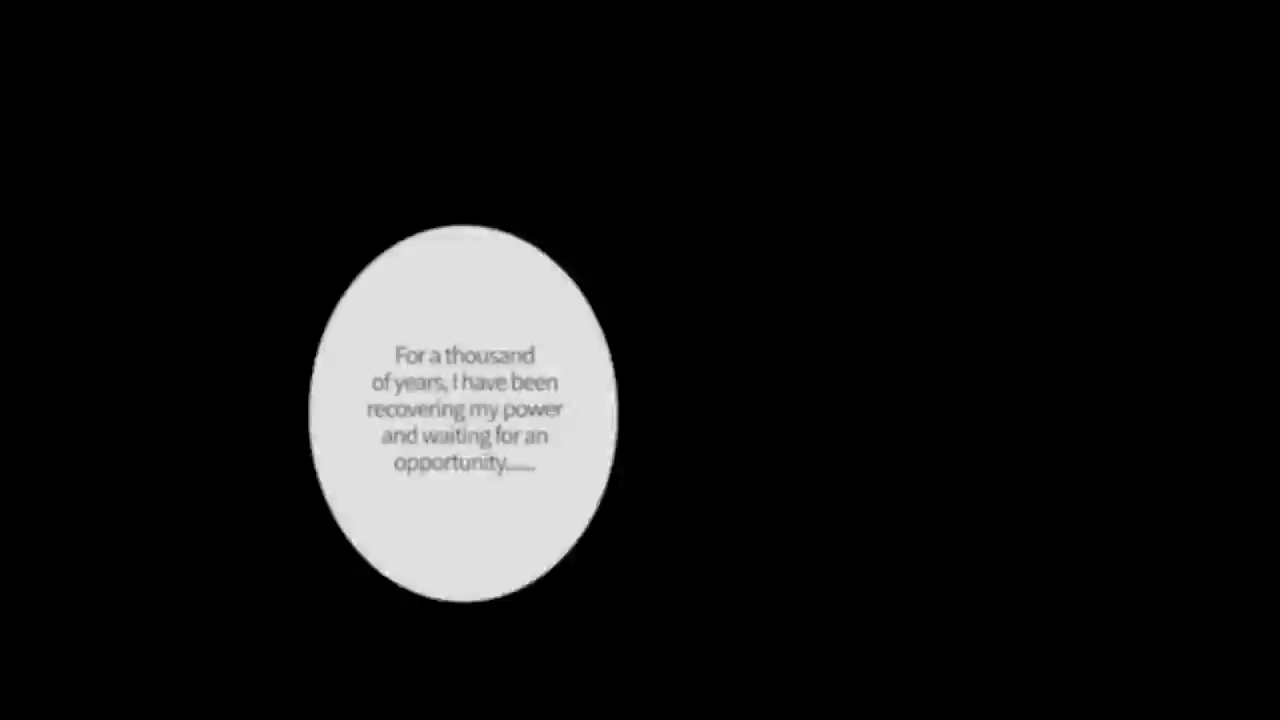 For a thousand
of years, I have been
recovering my power
and waiting for an
opportunity......